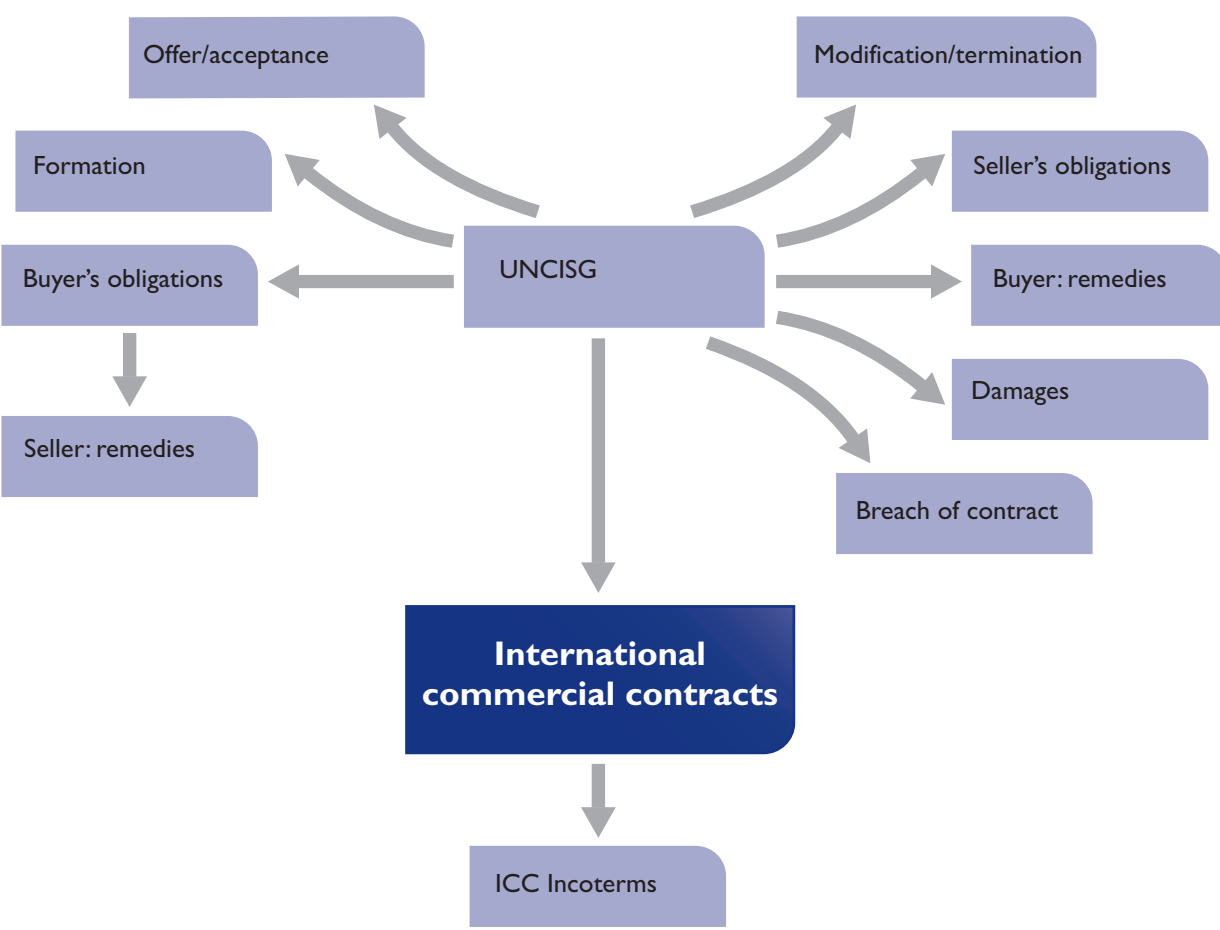 Offer/acceptance
Modification/termination
Formation
Seller’s obligations
UNCISG
Buyer’s obligations
Buyer: remedies
Damages
Seller: remedies
Breach of contract
International
commercial contracts
ICC Incoterms